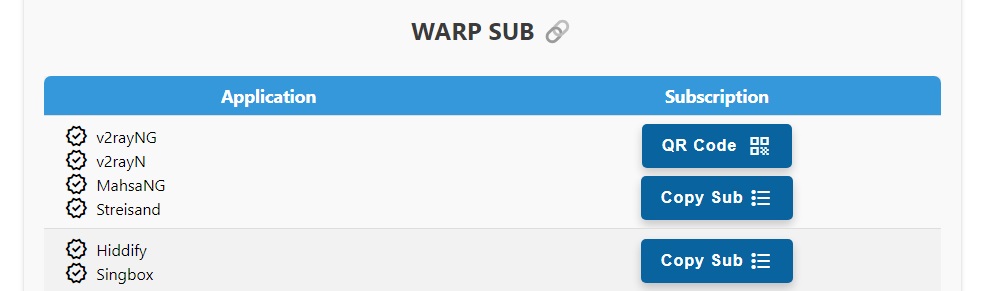 WARP SUB
Application Subscription
v2rayNG
v2rayN
MahsaNG
Streisand
QR Code
Copy Sub
Hiddify
Singbox
Copy Sub